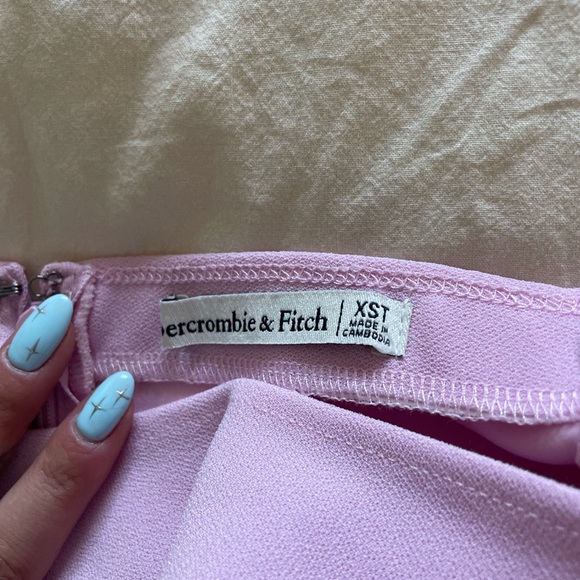 bercrombie & Fitch
XST
MADE IN
CAMBODIA